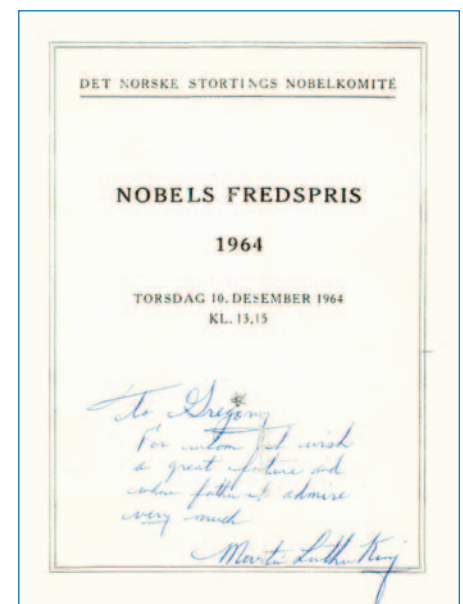 DET NORSKE STORTINGS NOBELKOMITÉ
NOBELS FREDSPRIS
1964
TORSDAG 10. DESEMBER 1964
KL. 13,15
To Gregory
For whom I wish
a great future and
whose father I admire
very much
Martin Luther King